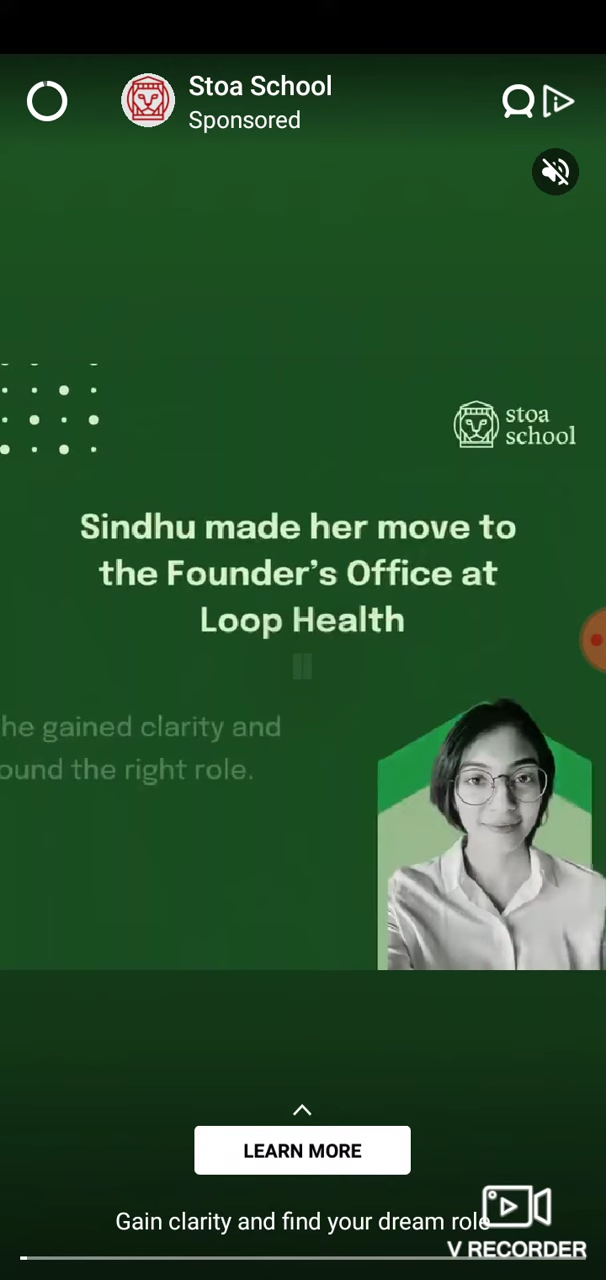 Stoa School
Sponsored
stoa
school
Sindhu made her move to
the Founder's Office at
Loop Health
he gained clarity and
ound the right role.
LEARN MORE
Gain clarity and find your dream role
V RECORDER